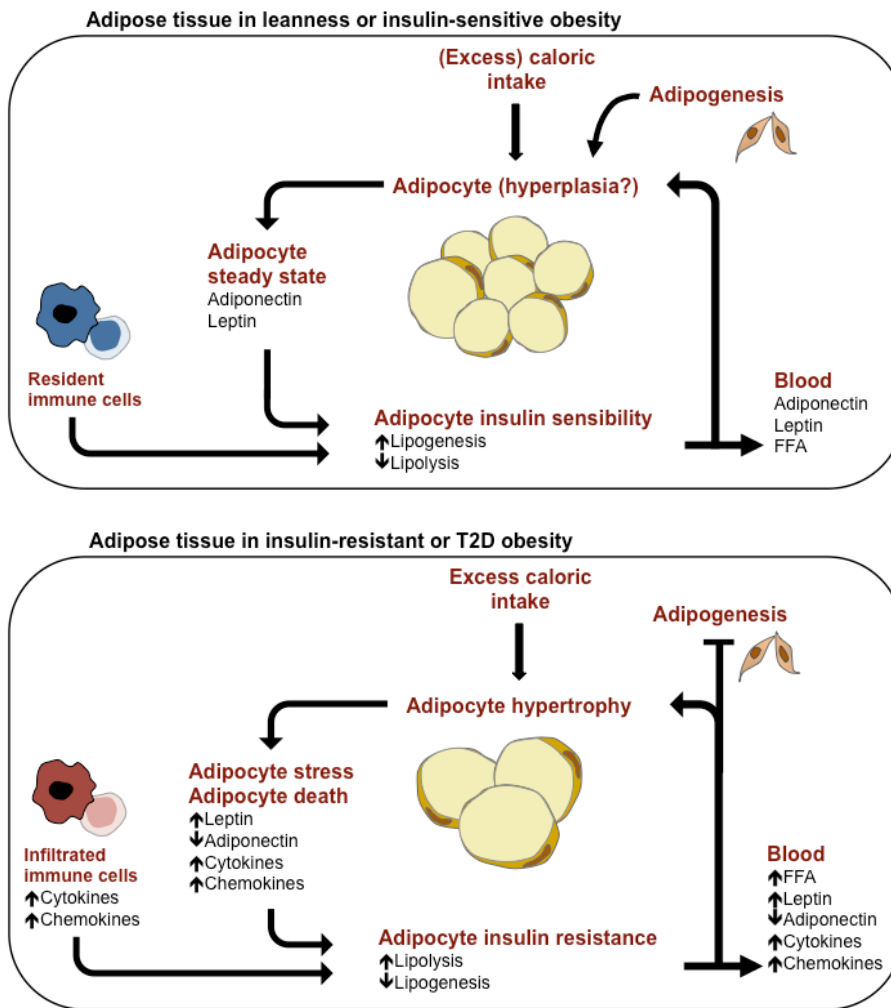 Adipose tissue in leanness or insulin-sensitive obesity
(Excess) caloric
intake
Adipogenesis
Adipocyte (hyperplasia?)
Adipocyte
steady state
Adiponectin
Leptin
Resident
immune cells
Adipocyte insulin sensibility
↑Lipogenesis
↓Lipolysis
Blood
Adiponectin
Leptin
FFA
Adipose tissue in insulin-resistant or T2D obesity
Excess caloric
intake
Adipogenesis
Adipocyte hypertrophy
Adipocyte stress
Adipocyte death
↑Leptin
↓Adiponectin
↑Cytokines
↑Chemokines
Infiltrated
immune cells
↑Cytokines
↑Chemokines
Adipocyte insulin resistance
↑Lipolysis
↓Lipogenesis
Blood
↑FFA
↑Leptin
↓Adiponectin
↑Cytokines
↑Chemokines